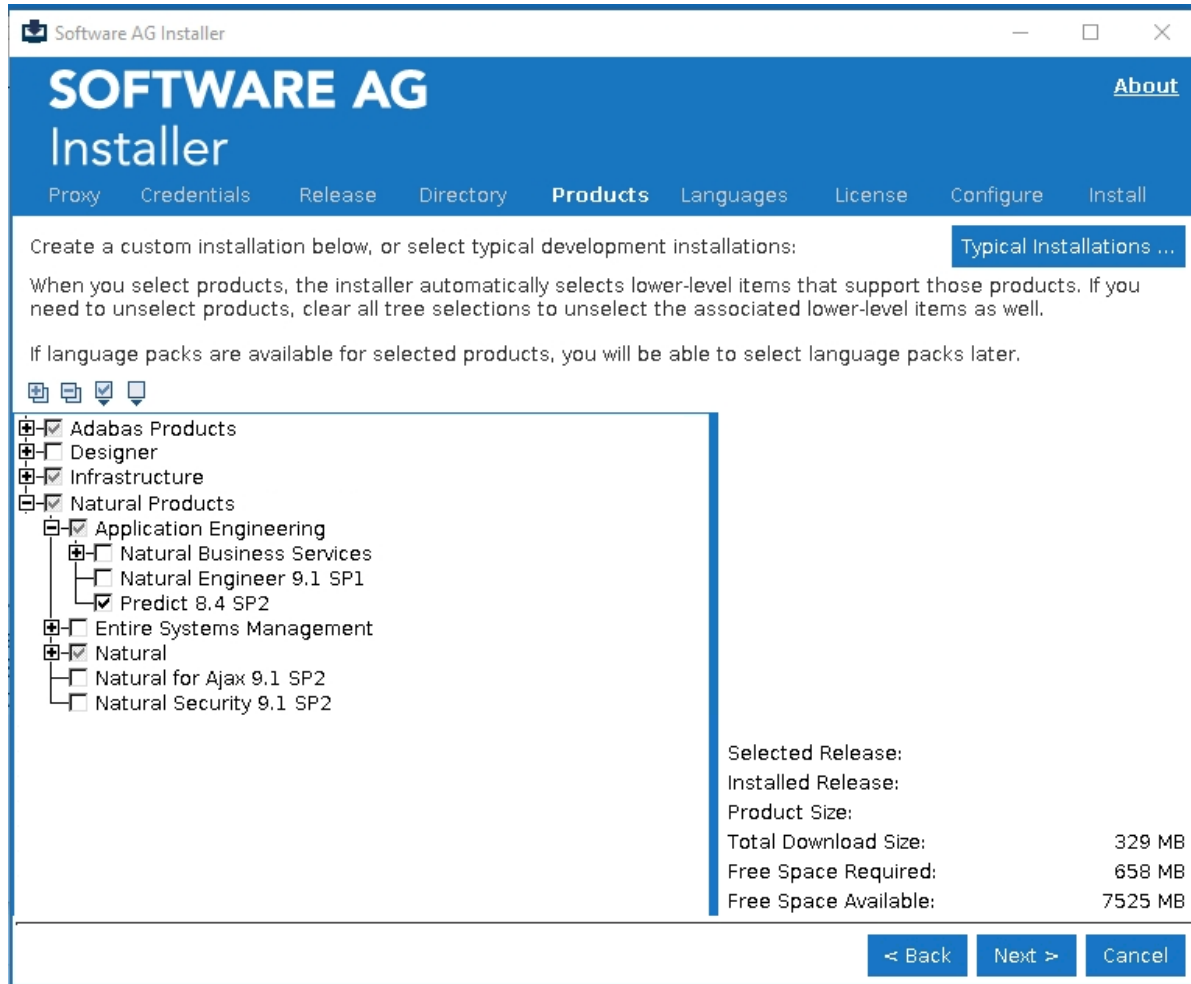 Software AG Installer
SOFTWARE AG
Installer
About
Proxy Credentials Release Directory Products Languages License Configure Install
Create a custom installation below, or select typical development installations:
Typical Installations ...
When you select products, the installer automatically selects lower-level items that support those products. If you
need to unselect products, clear all tree selections to unselect the associated lower-level items as well.
If language packs are available for selected products, you will be able to select language packs later.
Adabas Products
Designer
Infrastructure
Natural Products
Application Engineering
Natural Business Services
Natural Engineer 9.1 SP1
Predict 8.4 SP2
Entire Systems Management
Natural
Natural for Ajax 9.1 SP2
Natural Security 9.1 SP2
Selected Release:
Installed Release:
Product Size:
Total Download Size: 329 MB
Free Space Required: 658 MB
Free Space Available: 7525 MB
< Back Next > Cancel